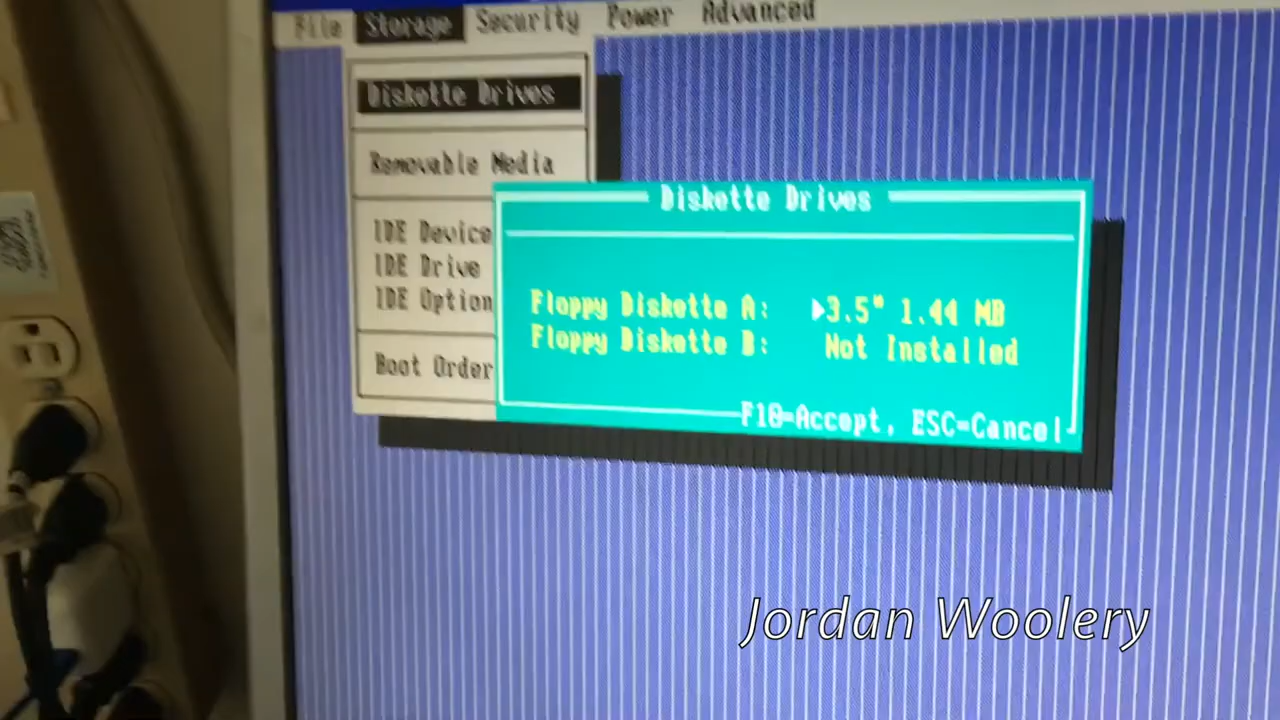 File Storage Security Power Advanced
Diskette Drives
Removable Media
IDE Device
IDE Drive
IDE Option
Boot Order
Diskette Drives
Floppy Diskette A: ▶3.5" 1.44 MB
Floppy Diskette B: Not Installed
F10=Accept, ESC=Cancel
Jordan Woolery